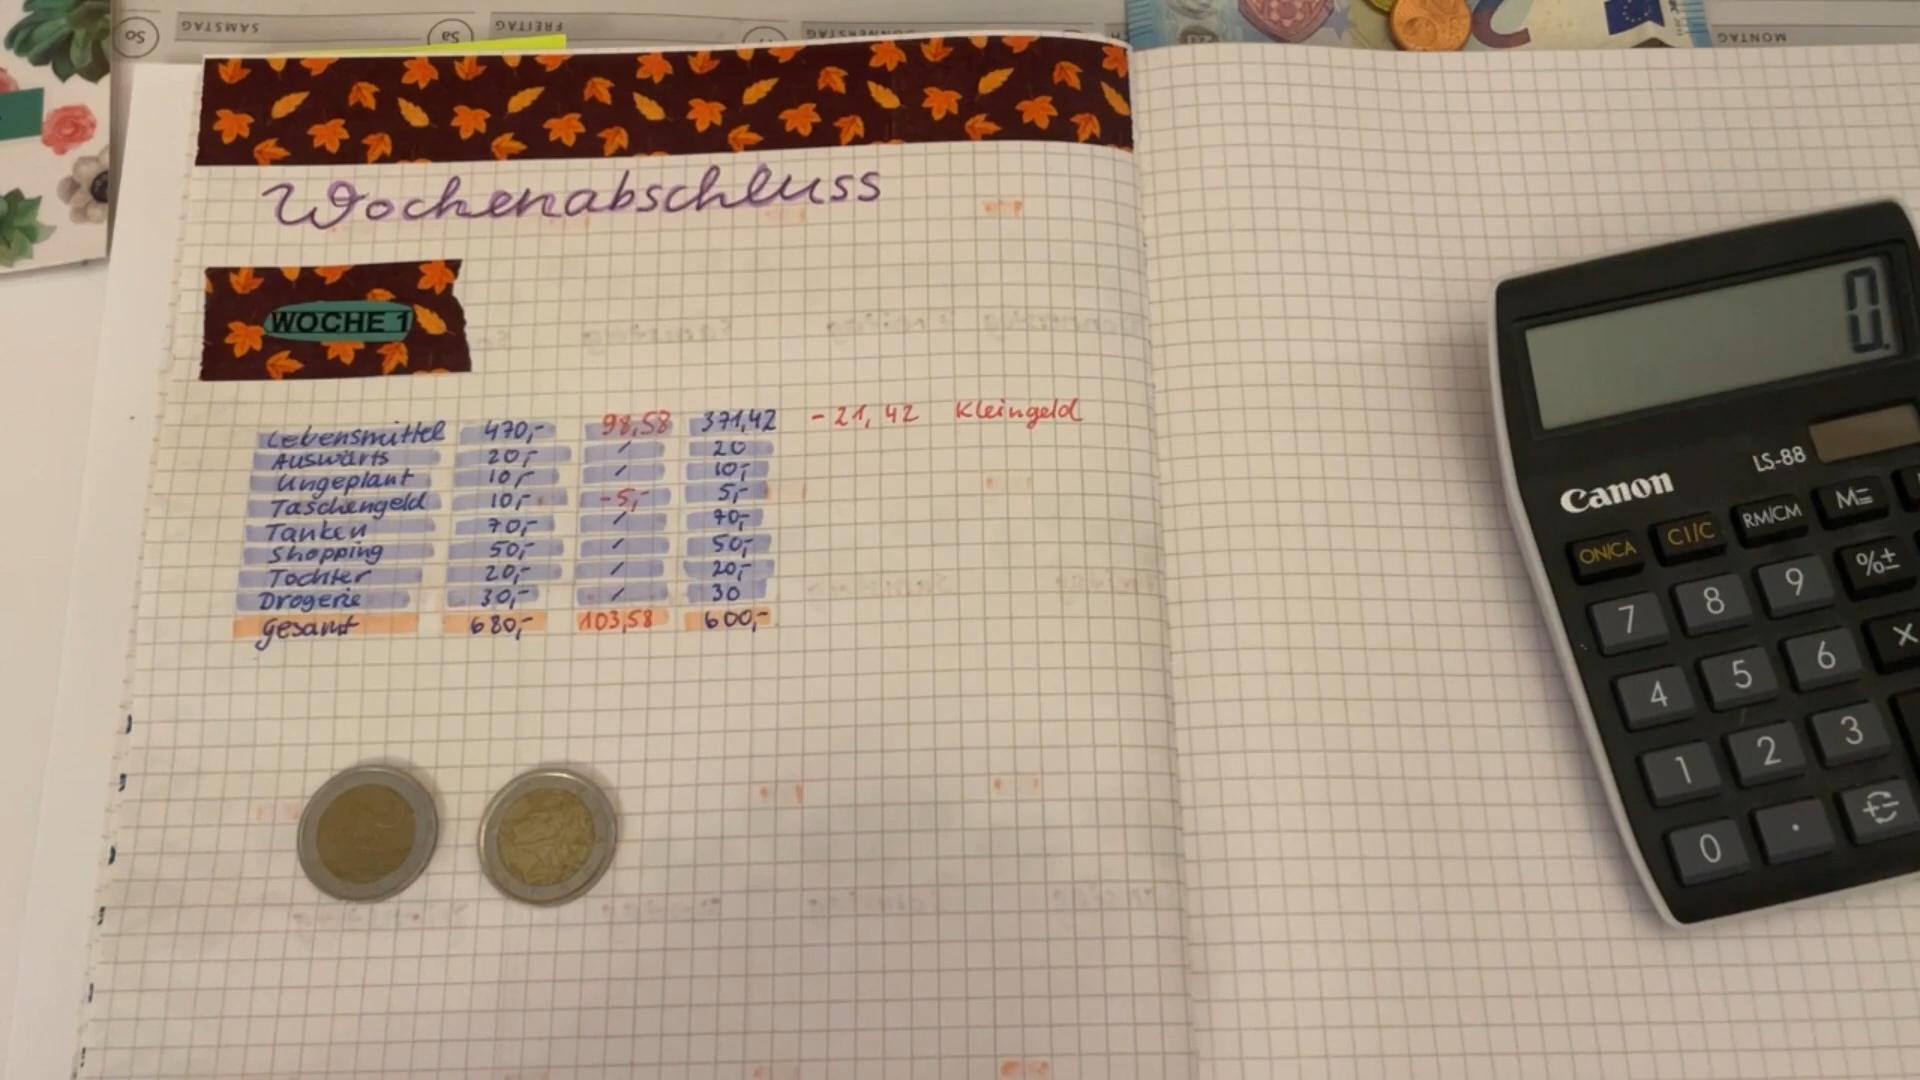 SAMSTAG
Sa
FREITAG
So
MONTAG
Wochenabschluss
WOCHE 1
Lebensmittel 470,- 98,58 371,42 -21,42 Kleingeld
Auswärts 20,- / 20
Ungeplant 10,- / 10,-
Taschengeld 10,- -5,- 5,-
Tanken 70,- / 70,-
Shopping 50,- / 50,-
Tochter 20,- / 20,-
Drogerie 30,- / 30
gesamt 680,- 103,58 600,-
0.
Canon LS-88
ON/CA CI/C RM/CM M=
7 8 9 %±
4 5 6 ×
1 2 3
0 .